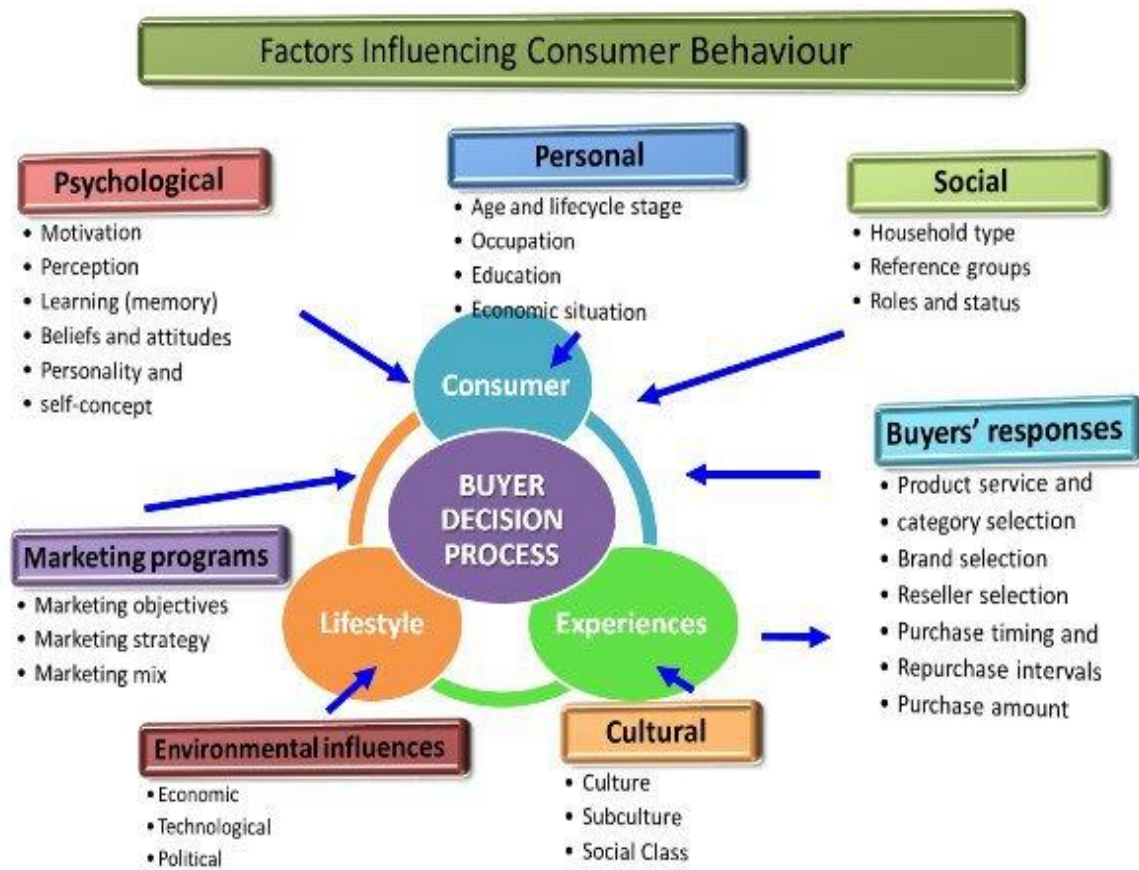 Factors Influencing Consumer Behaviour
Psychological
• Motivation
• Perception
• Learning (memory)
• Beliefs and attitudes
• Personality and
• self-concept
Personal
• Age and lifecycle stage
• Occupation
• Education
• Economic situation
Social
• Household type
• Reference groups
• Roles and status
Consumer
BUYER
DECISION
PROCESS
Lifestyle
Experiences
Buyers' responses
• Product service and
• category selection
• Brand selection
• Reseller selection
• Purchase timing and
• Repurchase intervals
• Purchase amount
Marketing programs
• Marketing objectives
• Marketing strategy
• Marketing mix
Environmental influences
• Economic
• Technological
• Political
Cultural
• Culture
• Subculture
• Social Class